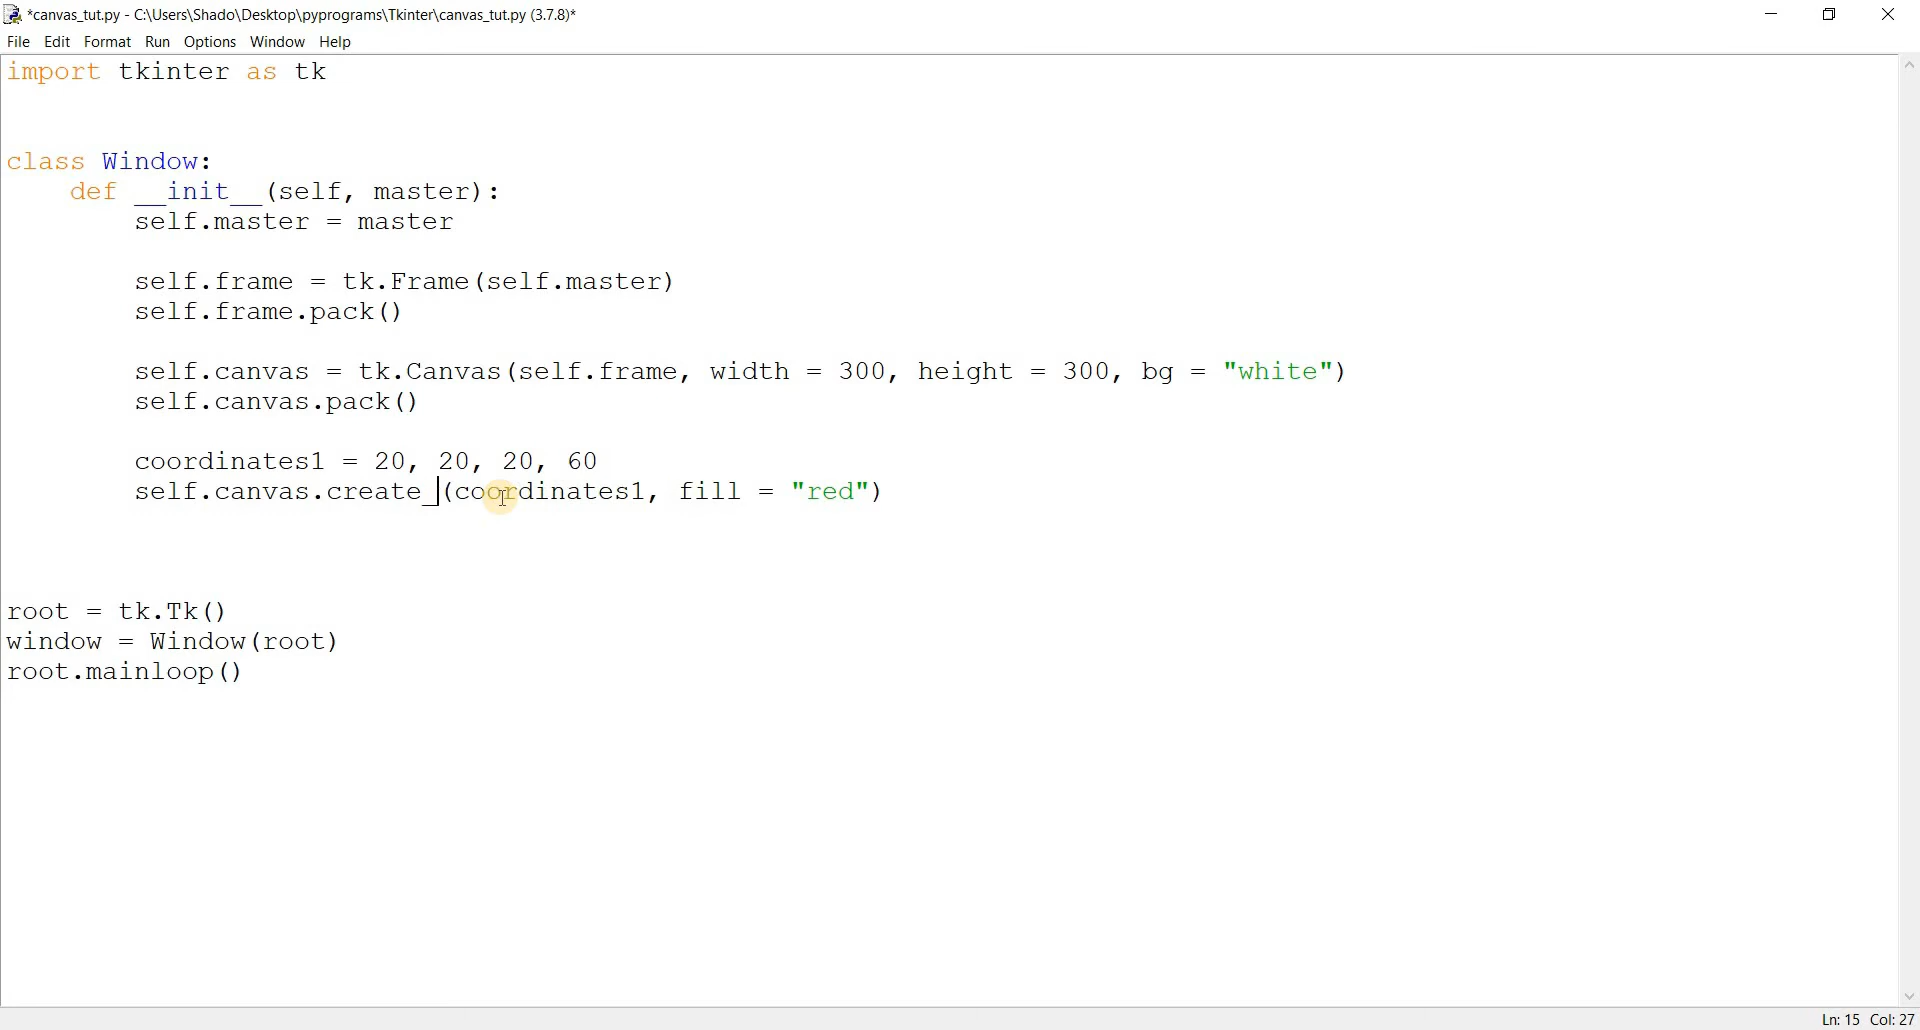 *canvas_tut.py - C:\Users\Shado\Desktop\pyprograms\Tkinter\canvas_tut.py (3.7.8)*
File Edit Format Run Options Window Help
import tkinter as tk
class Window:
    def __init__(self, master):
        self.master = master
        self.frame = tk.Frame(self.master)
        self.frame.pack()
        self.canvas = tk.Canvas(self.frame, width = 300, height = 300, bg = "white")
        self.canvas.pack()
        coordinates1 = 20, 20, 20, 60
        self.canvas.create_(coordinates1, fill = "red")
root = tk.Tk()
window = Window(root)
root.mainloop()
Ln: 15 Col: 27